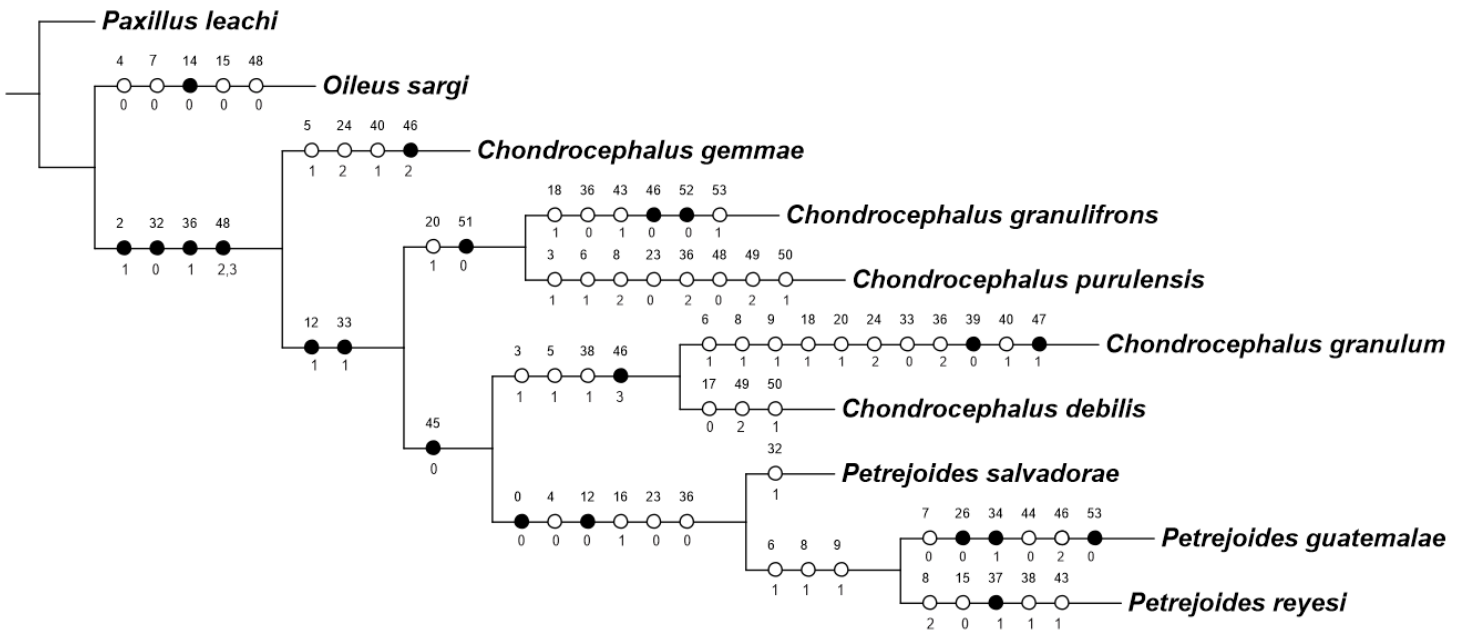 Paxillus leachi
4 7 14 15 48
Oileus sargi
0 0 0 0 0
5 24 40 46
Chondrocephalus gemmae
1 2 1 2
18 36 43 46 52 53
Chondrocephalus granulifrons
1 0 1 0 0 1
2 32 36 48
20 51
1 0 1 2,3
1 0
3 6 8 23 36 48 49 50
Chondrocephalus purulensis
1 1 2 0 2 0 2 1
12 33
1 1
6 8 9 18 20 24 33 36 39 40 47
Chondrocephalus granulum
1 1 1 1 1 2 0 2 0 1 1
3 5 38 46
1 1 1 3
17 49 50
Chondrocephalus debilis
0 2 1
45
0
32
Petrejoides salvadorae
1
0 4 12 16 23 36
0 0 0 1 0 0
7 26 34 44 46 53
Petrejoides guatemalae
0 0 1 0 2 0
6 8 9
1 1 1
8 15 37 38 43
Petrejoides reyesi
2 0 1 1 1